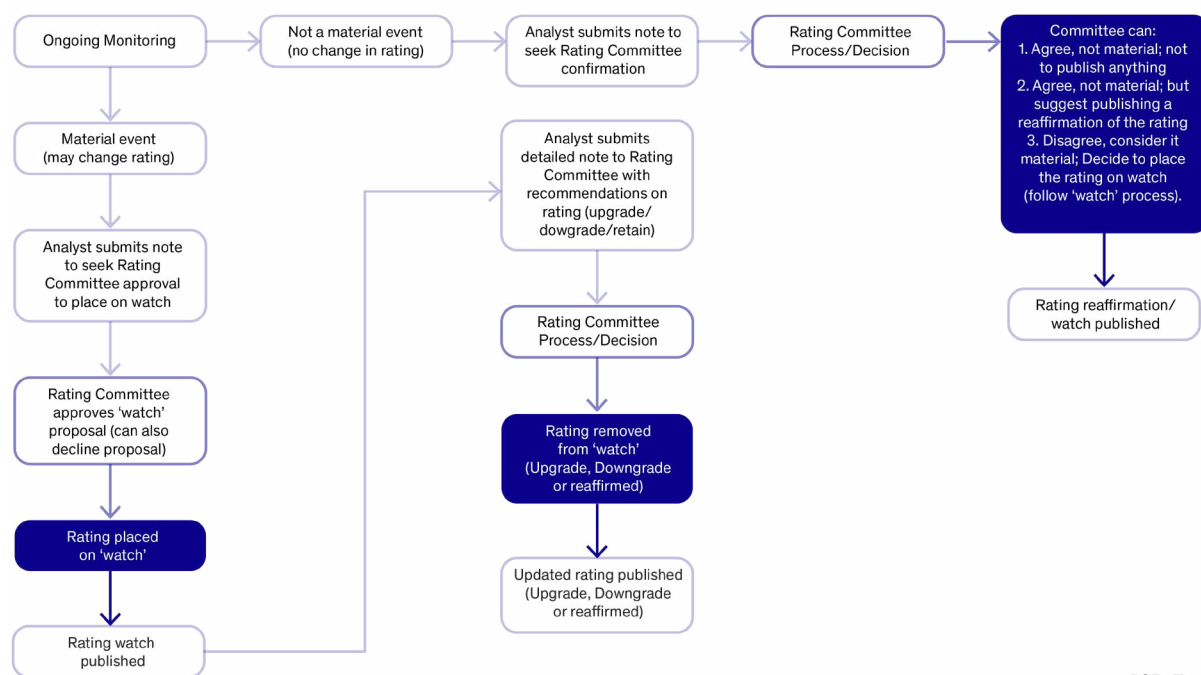 Ongoing Monitoring
Not a material event
(no change in rating)
Analyst submits note to
seek Rating Committee
confirmation
Rating Committee
Process/Decision
Committee can:
1. Agree, not material; not
to publish anything
2. Agree, not material; but
suggest publishing a
reaffirmation of the rating
3. Disagree, consider it
material; Decide to place
the rating on watch
(follow ‘watch’ process).
Rating reaffirmation/
watch published
Material event
(may change rating)
Analyst submits note
to seek Rating
Committee approval
to place on watch
Rating Committee
approves ‘watch’
proposal (can also
decline proposal)
Rating placed
on ‘watch’
Rating watch
published
Analyst submits
detailed note to Rating
Committee with
recommendations on
rating (upgrade/
dowgrade/retain)
Rating Committee
Process/Decision
Rating removed
from ‘watch’
(Upgrade, Downgrade
or reaffirmed)
Updated rating published
(Upgrade, Downgrade
or reaffirmed)